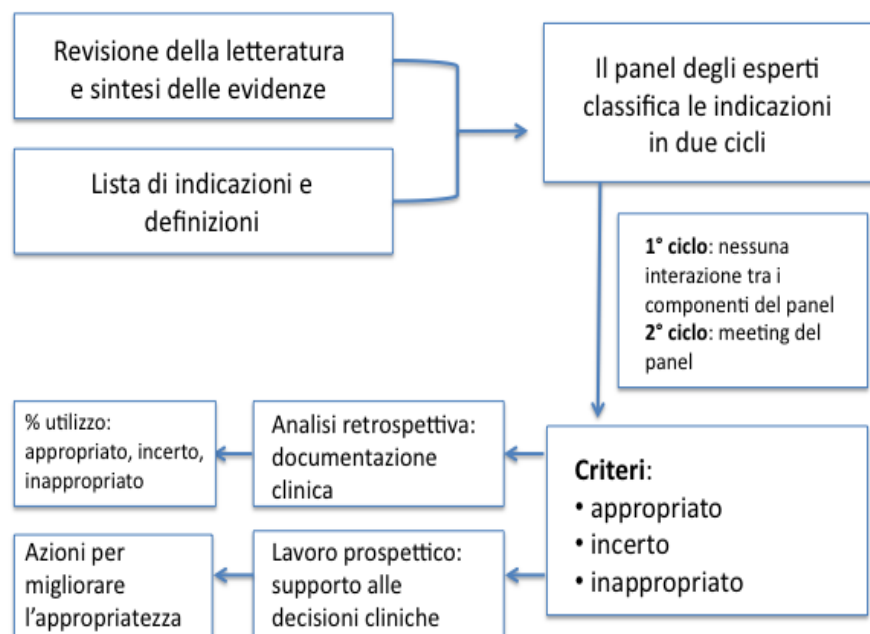 Revisione della letteratura
e sintesi delle evidenze
Lista di indicazioni e
definizioni
Il panel degli esperti
classifica le indicazioni
in due cicli
1° ciclo: nessuna
interazione tra i
componenti del panel
2° ciclo: meeting del
panel
Criteri:
• appropriato
• incerto
• inappropriato
Analisi retrospettiva:
documentazione
clinica
% utilizzo:
appropriato, incerto,
inappropriato
Lavoro prospettico:
supporto alle
decisioni cliniche
Azioni per
migliorare
l’appropriatezza